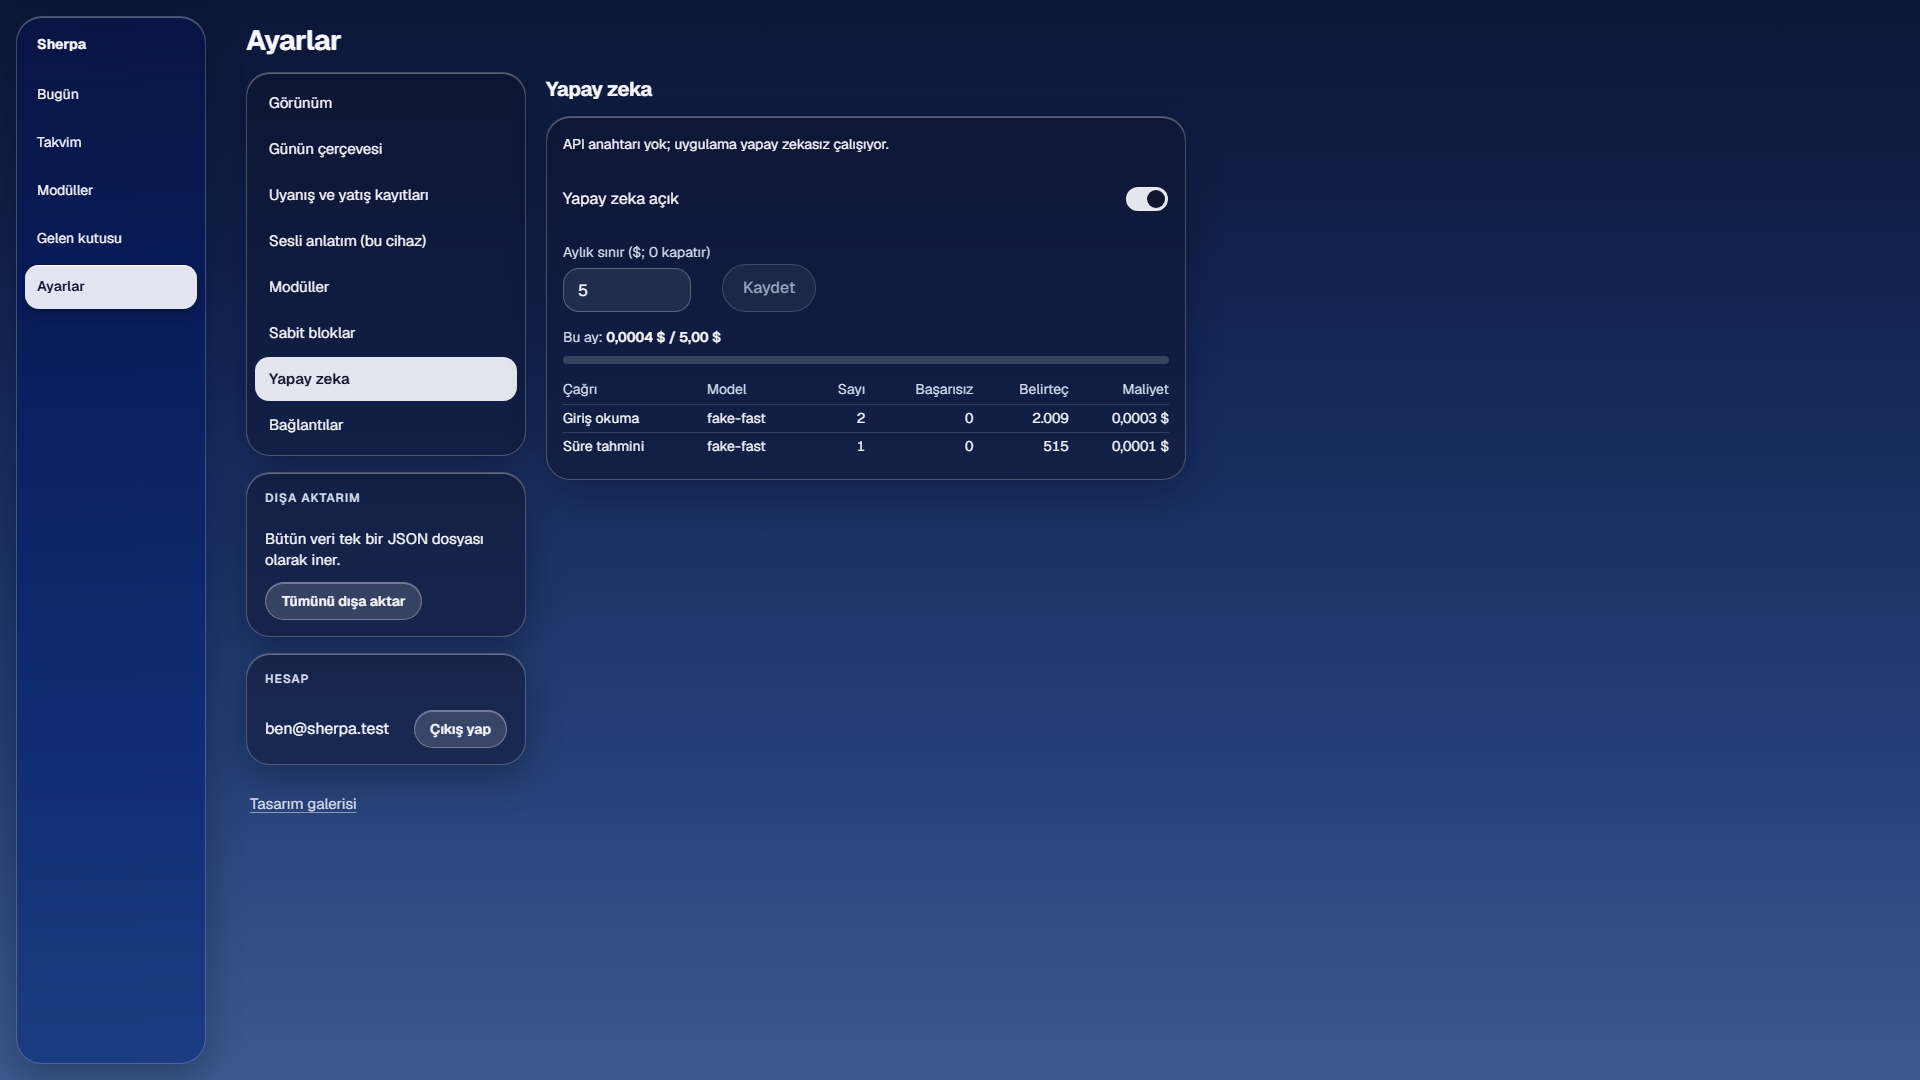 Sherpa
Bugün
Takvim
Modüller
Gelen kutusu
Ayarlar
Ayarlar
Görünüm
Günün çerçevesi
Uyanış ve yatış kayıtları
Sesli anlatım (bu cihaz)
Modüller
Sabit bloklar
Yapay zeka
Bağlantılar
DIŞA AKTARIM
Bütün veri tek bir JSON dosyası
olarak iner.
Tümünü dışa aktar
HESAP
ben@sherpa.test Çıkış yap
Tasarım galerisi
Yapay zeka
API anahtarı yok; uygulama yapay zekasız çalışıyor.
Yapay zeka açık
Aylık sınır ($; 0 kapatır)
5 Kaydet
Bu ay: 0,0004 $ / 5,00 $
Çağrı Model Sayı Başarısız Belirteç Maliyet
Giriş okuma fake-fast 2 0 2.009 0,0003 $
Süre tahmini fake-fast 1 0 515 0,0001 $